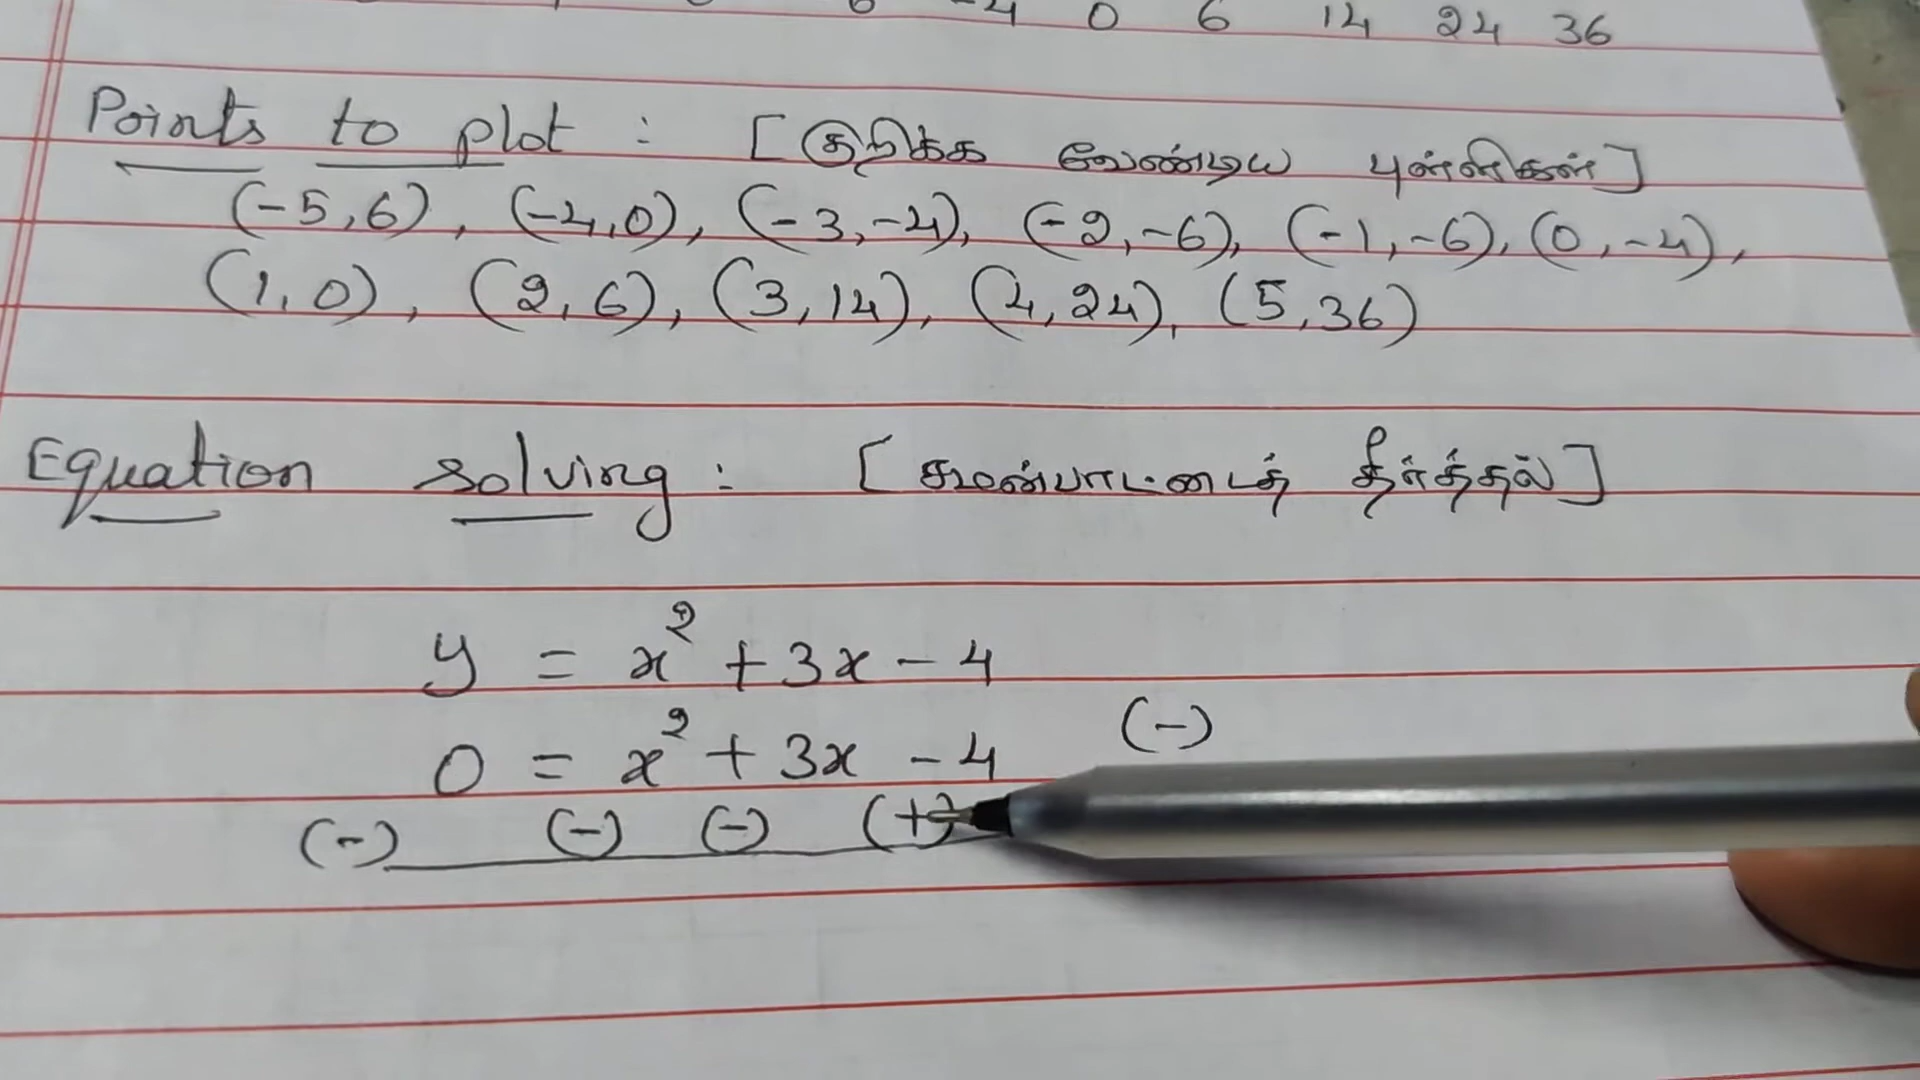 6 -4 0 6 14 24 36
Points to plot : [குறிக்க வேண்டிய புள்ளிகள்]
(-5,6), (-4,0), (-3,-4), (-2,-6), (-1,-6), (0,-4),
(1,0), (2,6), (3,14), (4,24), (5,36)
Equation solving : [சமன்பாட்டைத் தீர்த்தல்]
y = x² + 3x - 4
0 = x² + 3x - 4 (-)
(-) (-) (-) (+)